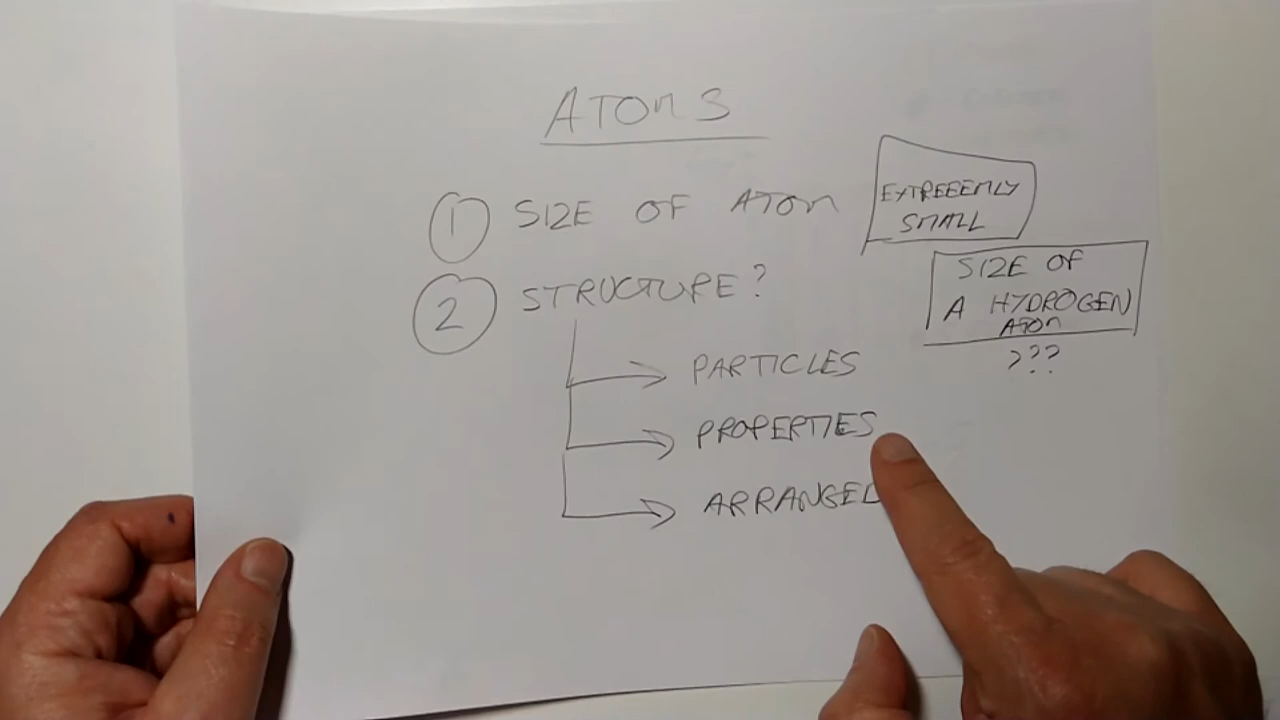 ATOMS
1 SIZE OF ATOM
EXTREEEMLY
SMALL
SIZE OF
A HYDROGEN
ATOM
???
2 STRUCTURE?
PARTICLES
PROPERTIES
ARRANGED